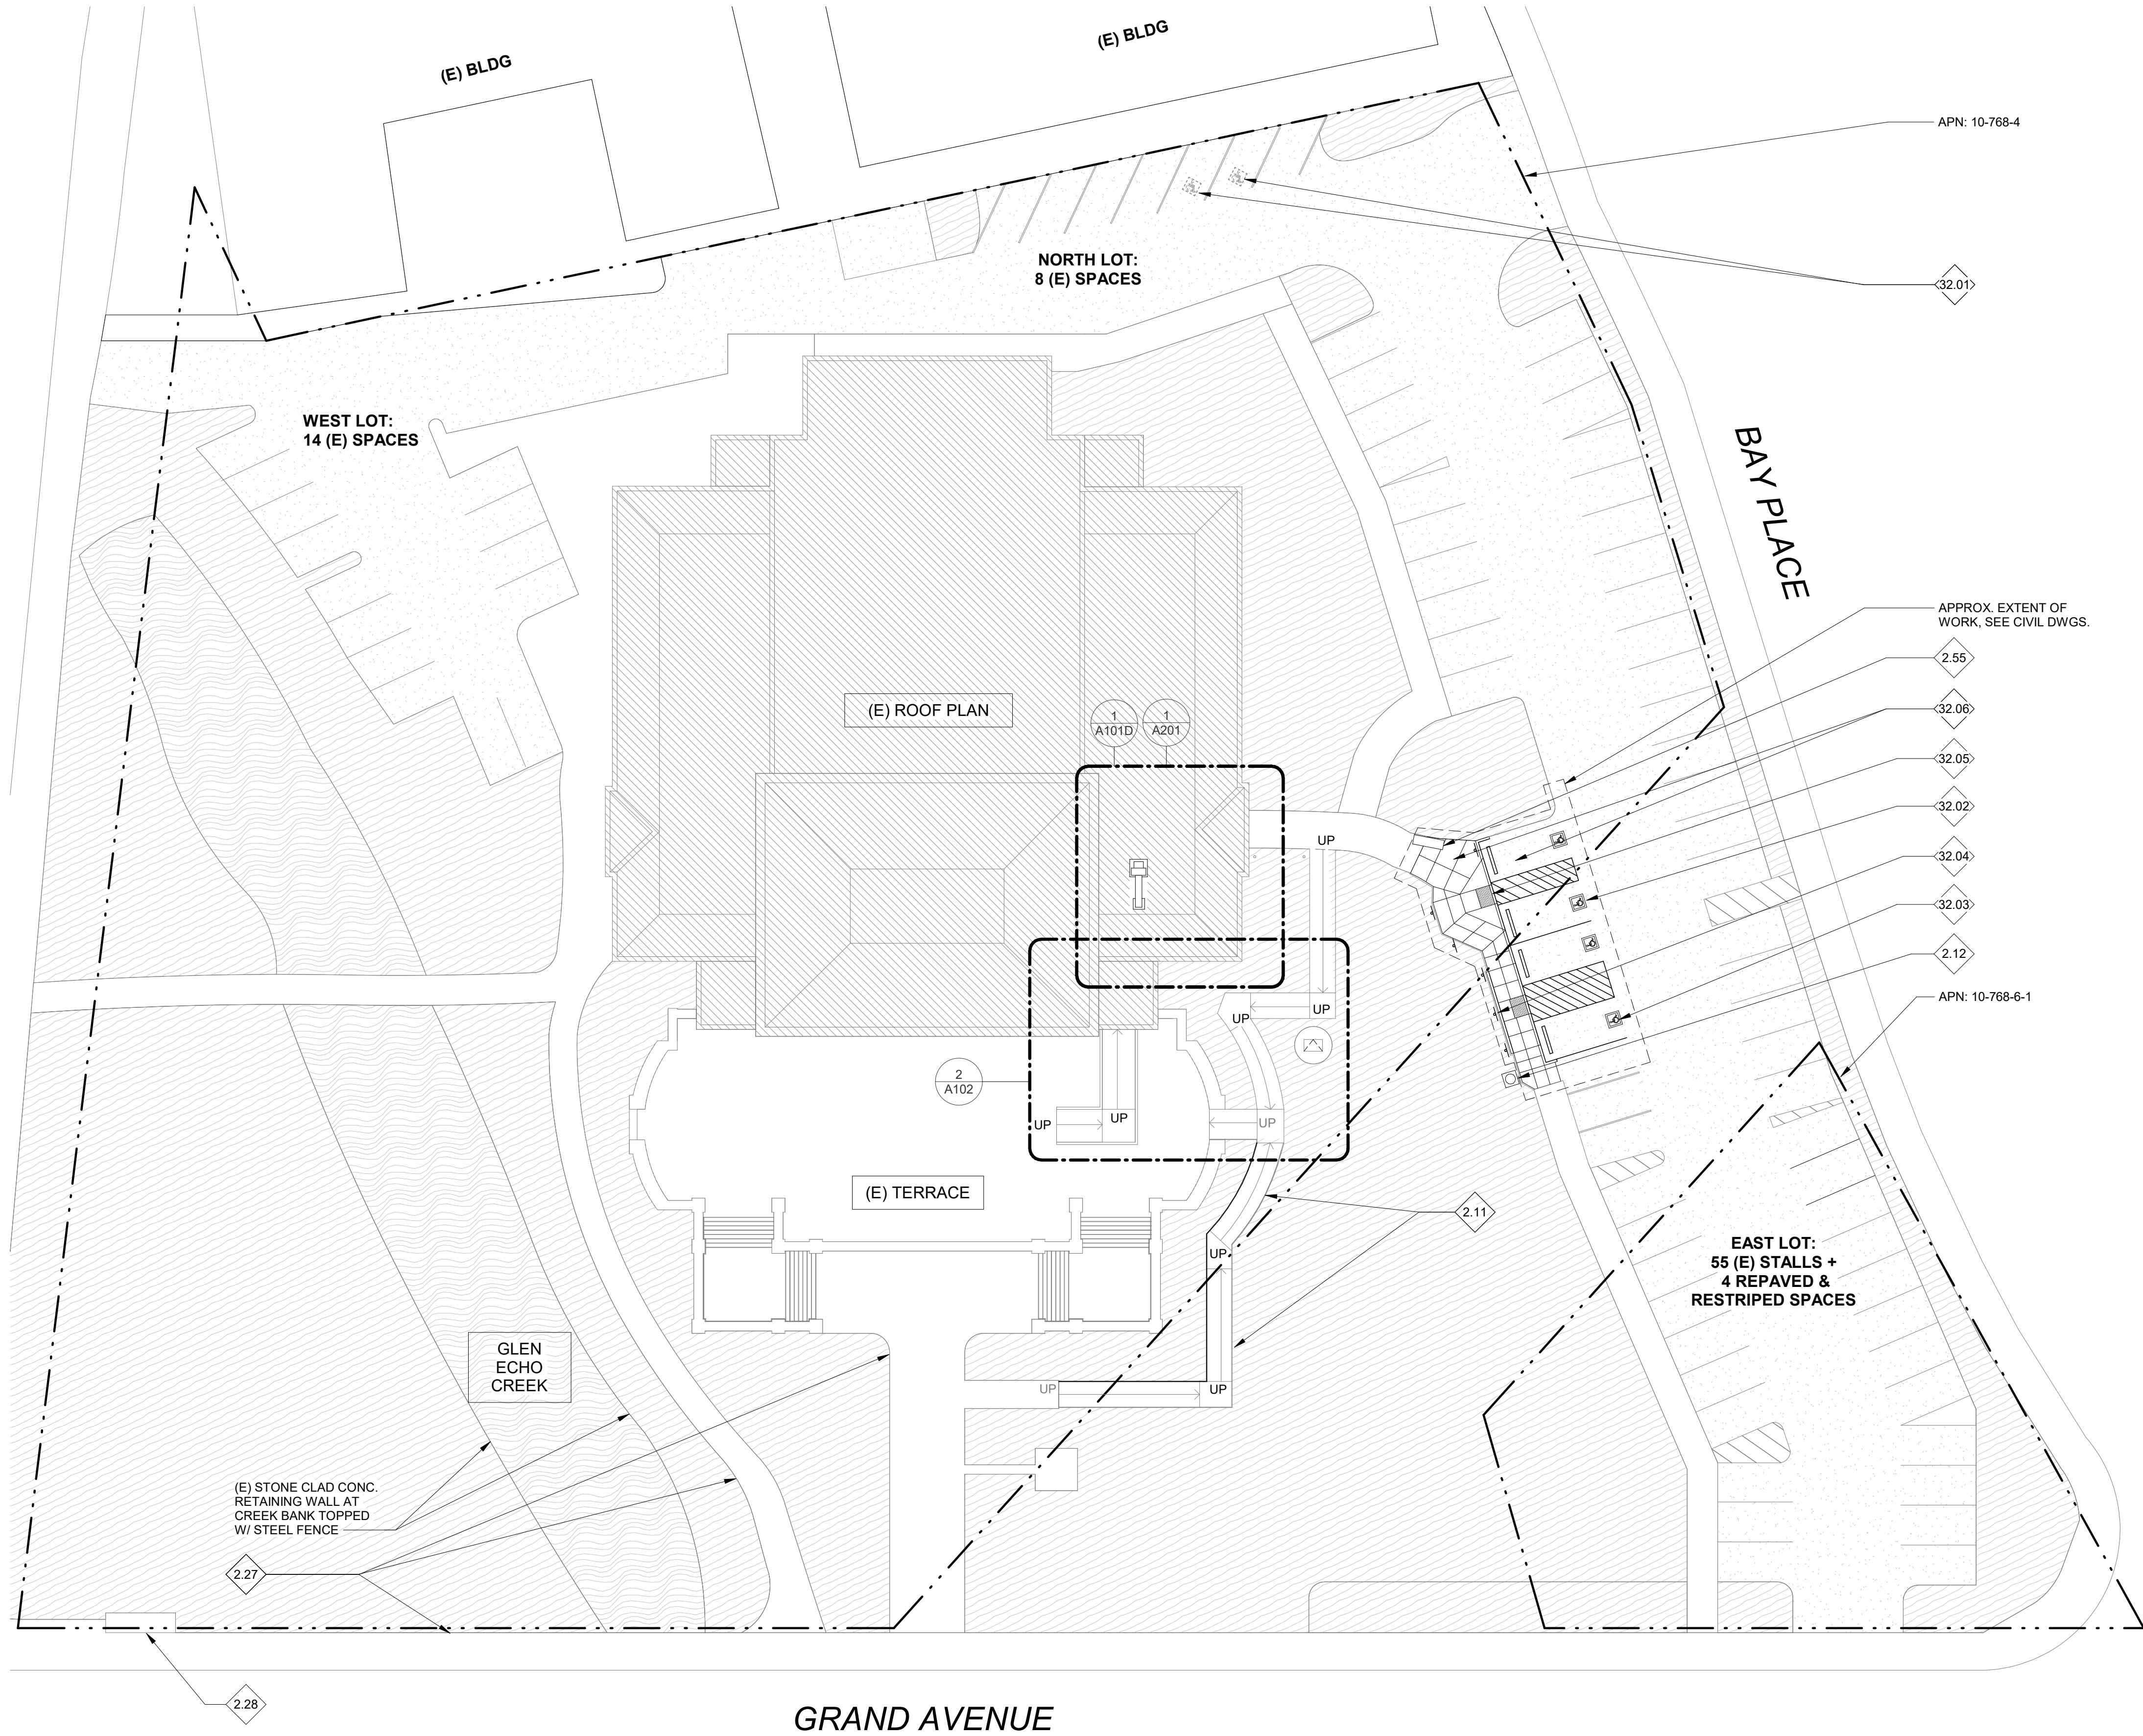 (E) BLDG
(E) BLDG
APN: 10-768-4
NORTH LOT:
8 (E) SPACES
32.01
WEST LOT:
14 (E) SPACES
BAY PLACE
APPROX. EXTENT OF
WORK, SEE CIVIL DWGS.
2.55
(E) ROOF PLAN
1
A101D
1
A201
32.06
32.05
32.02
UP
32.04
32.03
2.12
APN: 10-768-6-1
UP
UP
2
A102
UP
UP
UP
(E) TERRACE
2.11
UP
EAST LOT:
55 (E) STALLS +
4 REPAVED &
RESTRIPED SPACES
GLEN
ECHO
CREEK
UP
UP
(E) STONE CLAD CONC.
RETAINING WALL AT
CREEK BANK TOPPED
W/ STEEL FENCE
2.27
2.28
GRAND AVENUE